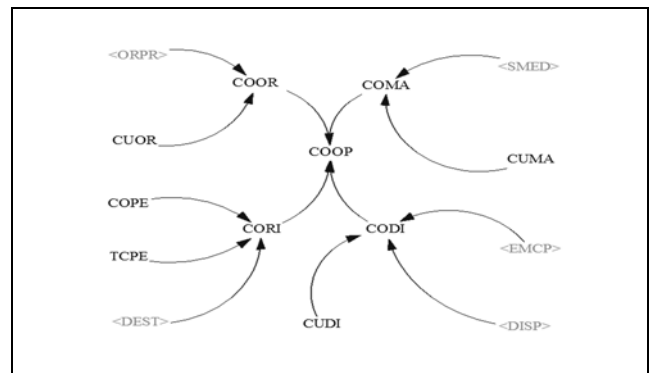 <ORPR>
<SMED>
COOR
COMA
CUOR
COOP
CUMA
COPE
CORI
CODI
TCPE
<EMCP>
<DEST>
CUDI
<DISP>